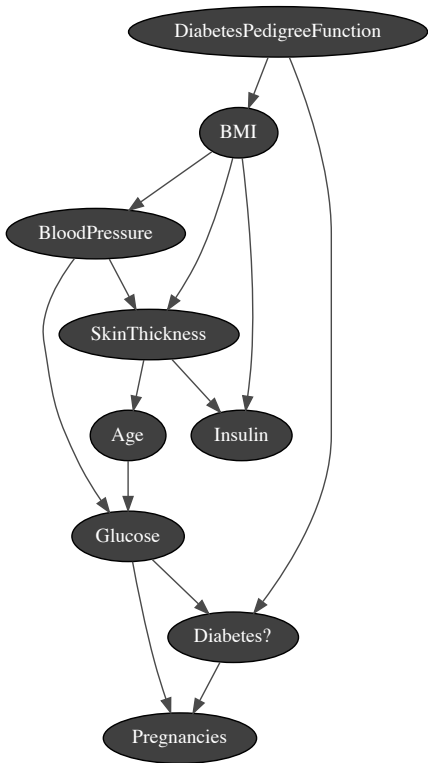 DiabetesPedigreeFunction
BMI
BloodPressure
SkinThickness
Age
Insulin
Glucose
Diabetes?
Pregnancies